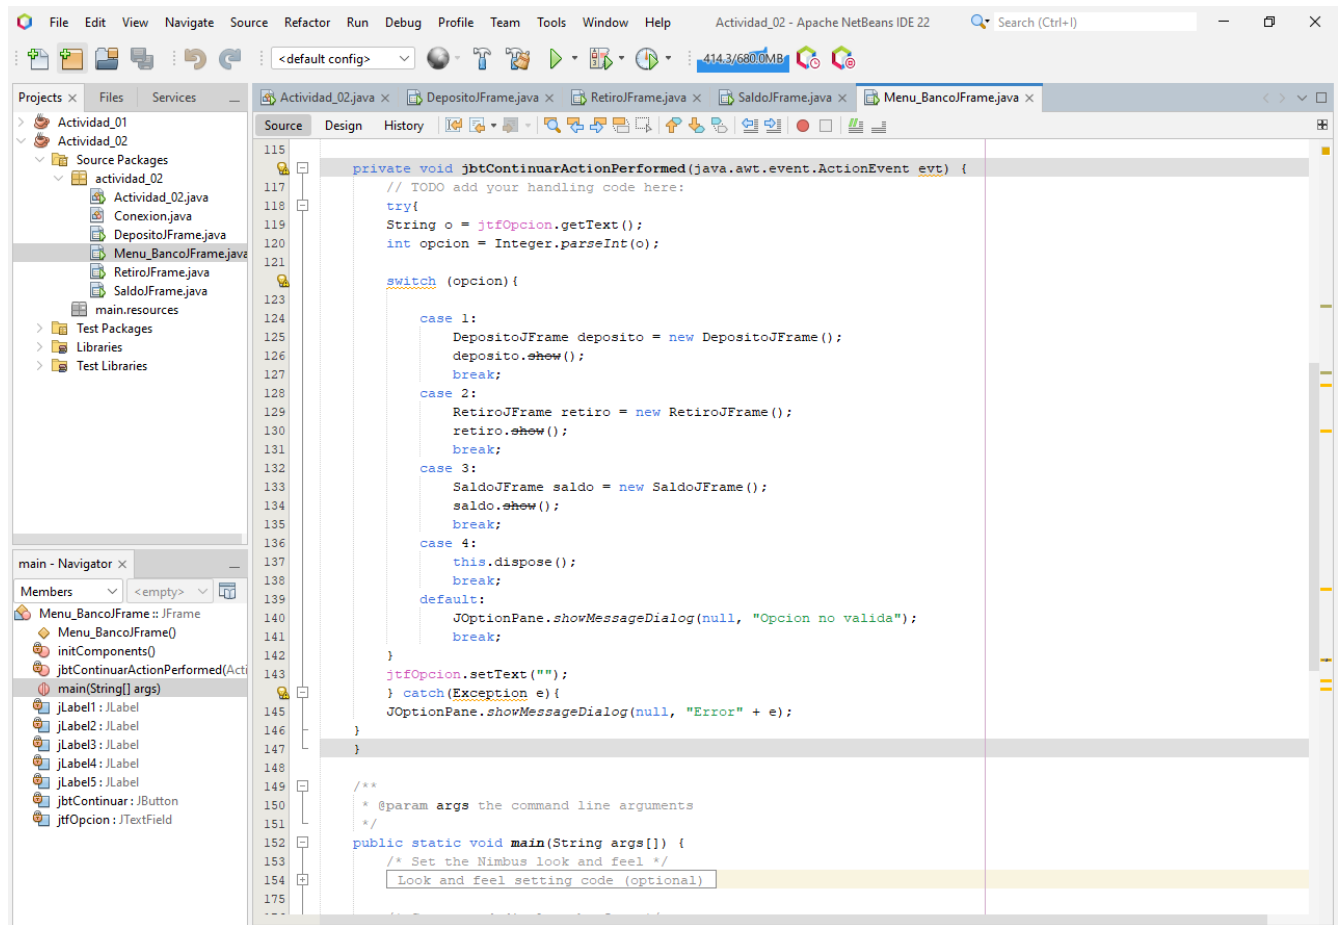 File Edit View Navigate Source Refactor Run Debug Profile Team Tools Window Help Actividad_02 - Apache NetBeans IDE 22 Search (Ctrl+I)
<default config> 414.3/680.0MB
Projects Files Services
Actividad_01
Actividad_02
Source Packages
actividad_02
Actividad_02.java
Conexion.java
DepositoJFrame.java
Menu_BancoJFrame.java
RetiroJFrame.java
SaldoJFrame.java
main.resources
Test Packages
Libraries
Test Libraries
main - Navigator
Members <empty>
Menu_BancoJFrame :: JFrame
Menu_BancoJFrame()
initComponents()
jbtContinuarActionPerformed(Acti
main(String[] args)
jLabel1 : JLabel
jLabel2 : JLabel
jLabel3 : JLabel
jLabel4 : JLabel
jLabel5 : JLabel
jbtContinuar : JButton
jtfOpcion : JTextField
Actividad_02.java DepositoJFrame.java RetiroJFrame.java SaldoJFrame.java Menu_BancoJFrame.java
Source Design History
115
private void jbtContinuarActionPerformed(java.awt.event.ActionEvent evt) {
117 // TODO add your handling code here:
118 try{
119 String o = jtfOpcion.getText();
120 int opcion = Integer.parseInt(o);
121
switch (opcion){
123
124 case 1:
125 DepositoJFrame deposito = new DepositoJFrame();
126 deposito.show();
127 break;
128 case 2:
129 RetiroJFrame retiro = new RetiroJFrame();
130 retiro.show();
131 break;
132 case 3:
133 SaldoJFrame saldo = new SaldoJFrame();
134 saldo.show();
135 break;
136 case 4:
137 this.dispose();
138 break;
139 default:
140 JOptionPane.showMessageDialog(null, "Opcion no valida");
141 break;
142 }
143 jtfOpcion.setText("");
} catch(Exception e){
145 JOptionPane.showMessageDialog(null, "Error" + e);
146 }
147 }
148
149 /**
150 * @param args the command line arguments
151 */
152 public static void main(String args[]) {
153 /* Set the Nimbus look and feel */
154 Look and feel setting code (optional)
175